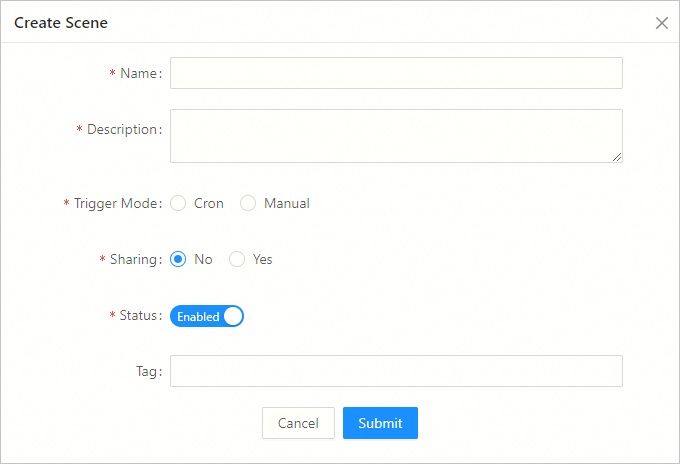 Create Scene
* Name:
* Description:
* Trigger Mode: Cron Manual
* Sharing: No Yes
* Status: Enabled
Tag:
Cancel Submit